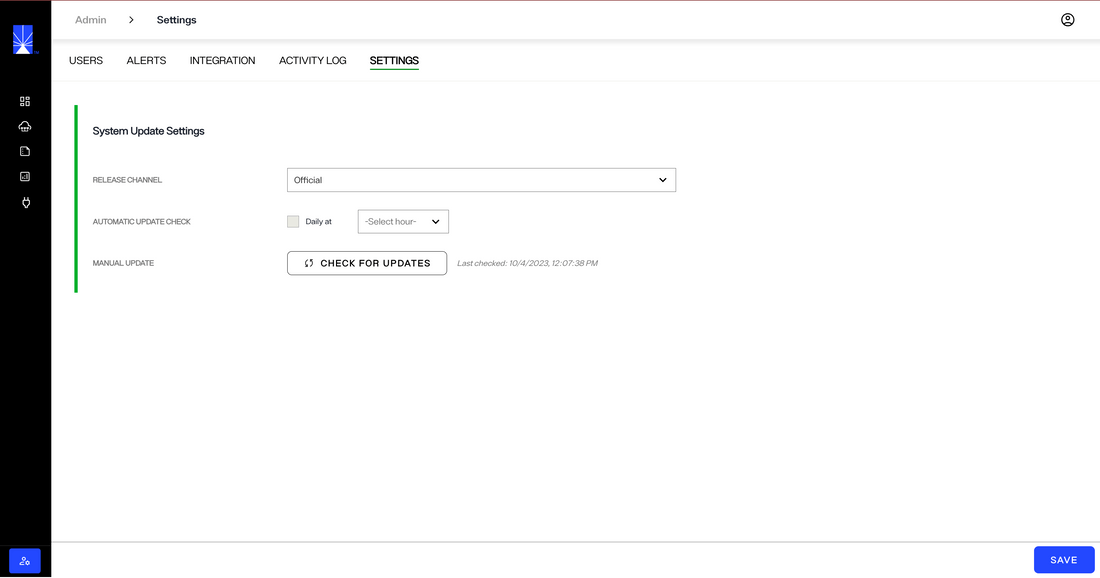 Admin > Settings
USERS ALERTS INTEGRATION ACTIVITY LOG SETTINGS
System Update Settings
RELEASE CHANNEL Official
AUTOMATIC UPDATE CHECK Daily at -Select hour-
MANUAL UPDATE CHECK FOR UPDATES Last checked: 10/4/2023, 12:07:38 PM
SAVE